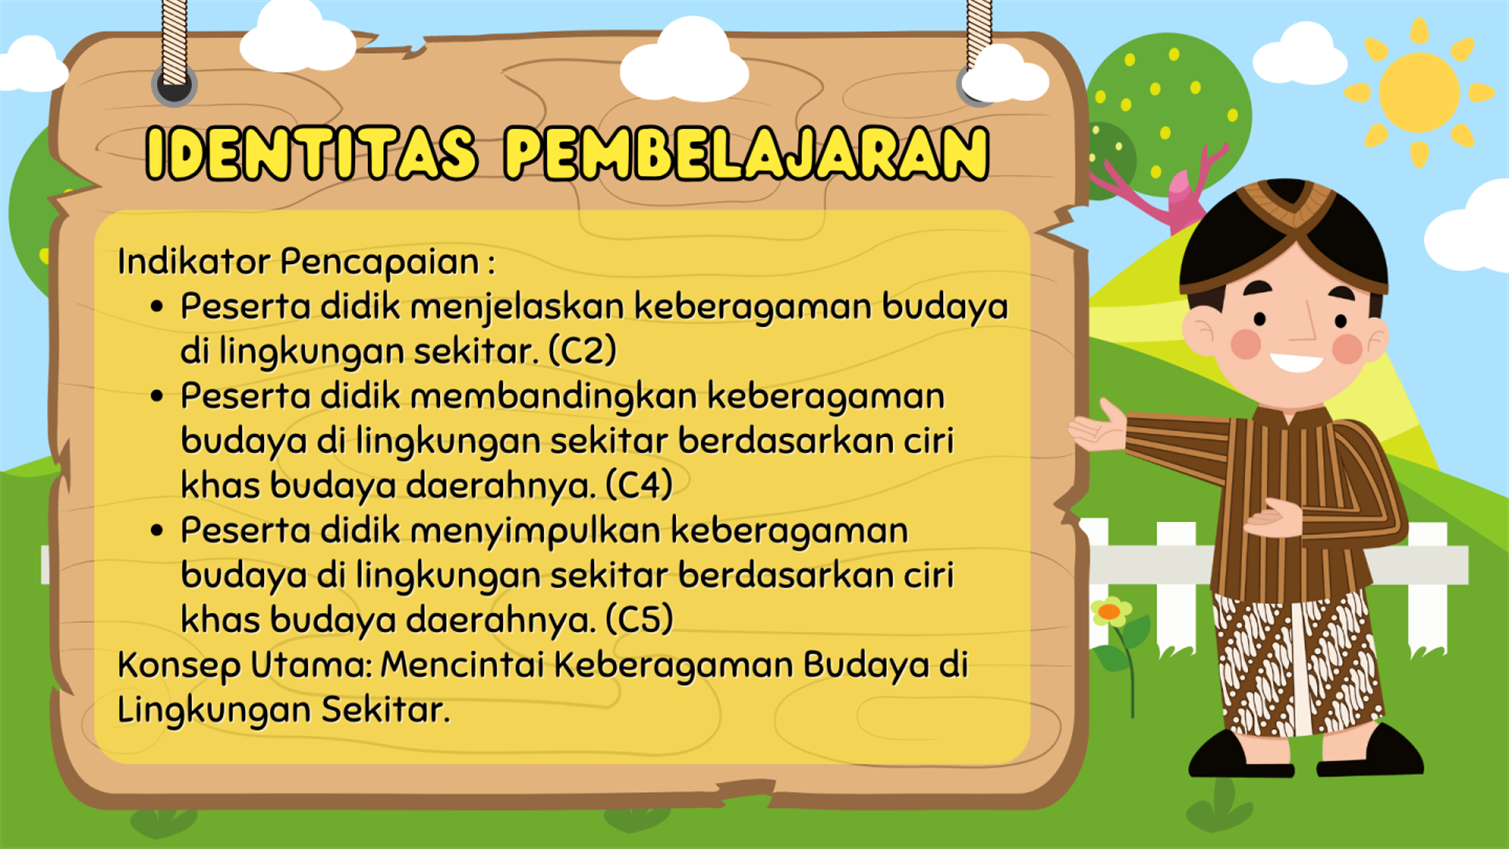 IDENTITAS PEMBELAJARAN
Indikator Pencapaian :
• Peserta didik menjelaskan keberagaman budaya
di lingkungan sekitar. (C2)
• Peserta didik membandingkan keberagaman
budaya di lingkungan sekitar berdasarkan ciri
khas budaya daerahnya. (C4)
• Peserta didik menyimpulkan keberagaman
budaya di lingkungan sekitar berdasarkan ciri
khas budaya daerahnya. (C5)
Konsep Utama: Mencintai Keberagaman Budaya di
Lingkungan Sekitar.